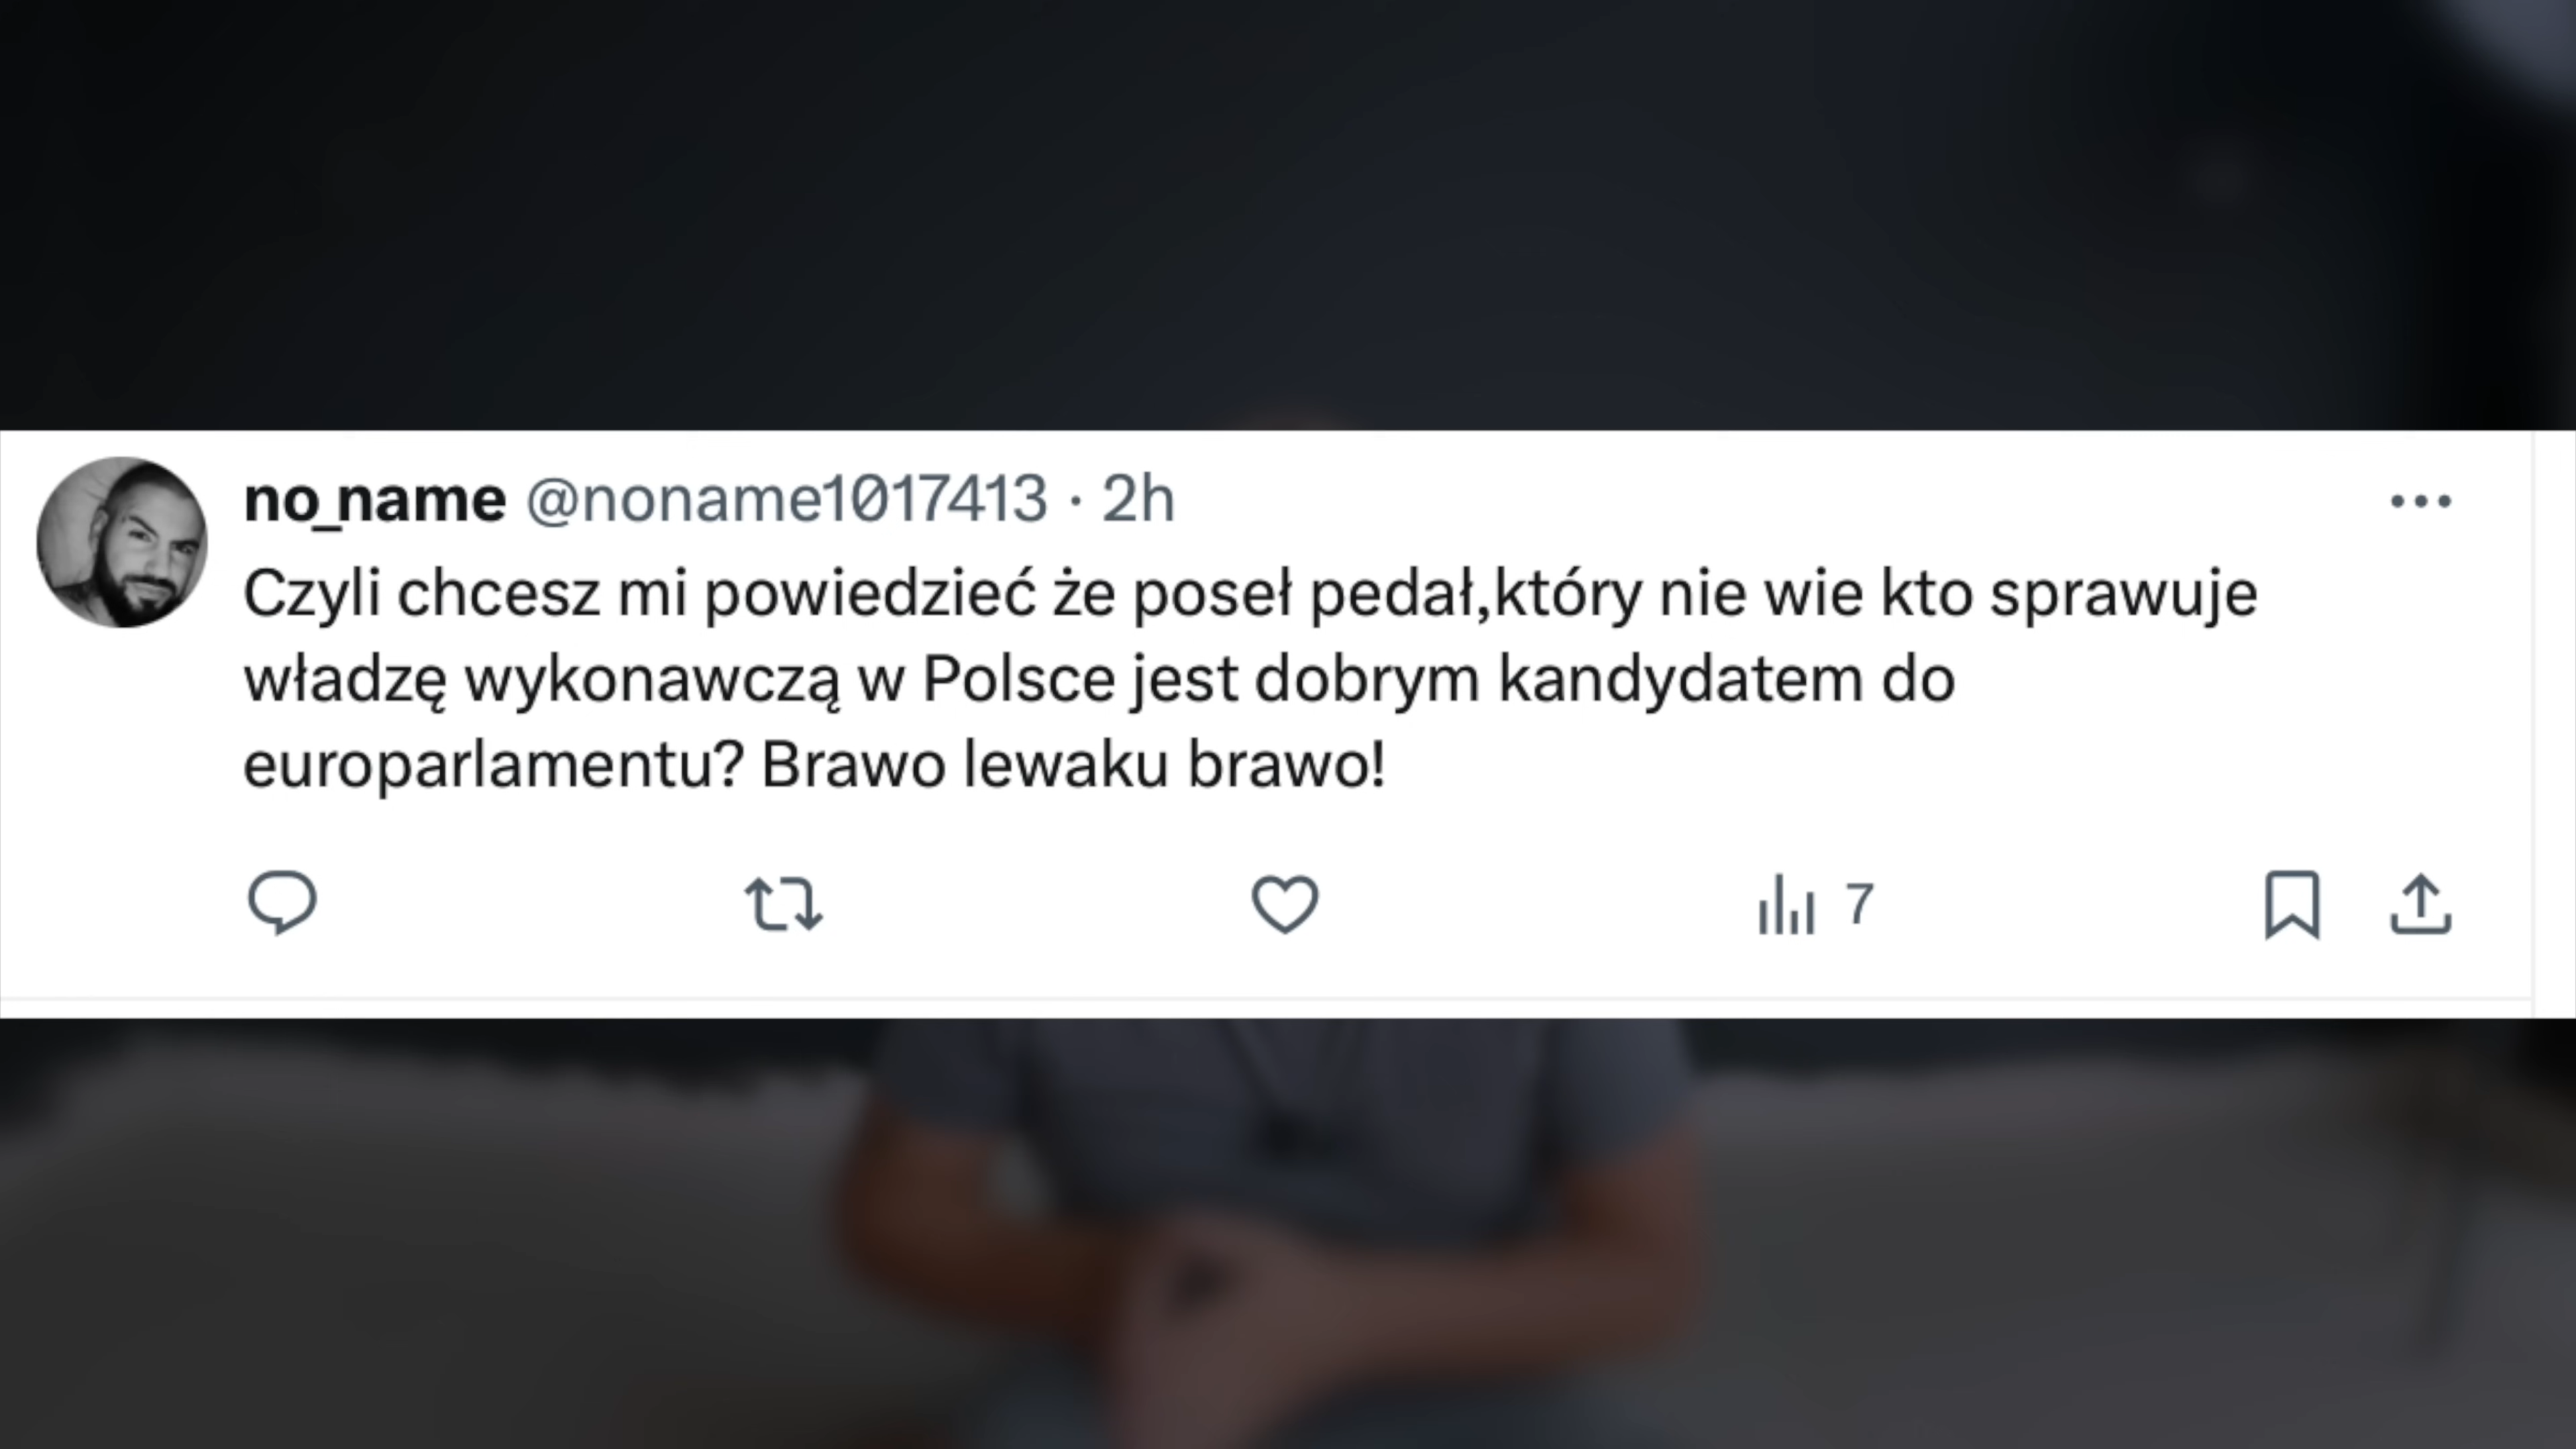 no_name @noname1017413 · 2h
Czyli chcesz mi powiedzieć że poseł pedał,który nie wie kto sprawuje
władzę wykonawczą w Polsce jest dobrym kandydatem do
europarlamentu? Brawo lewaku brawo!
7